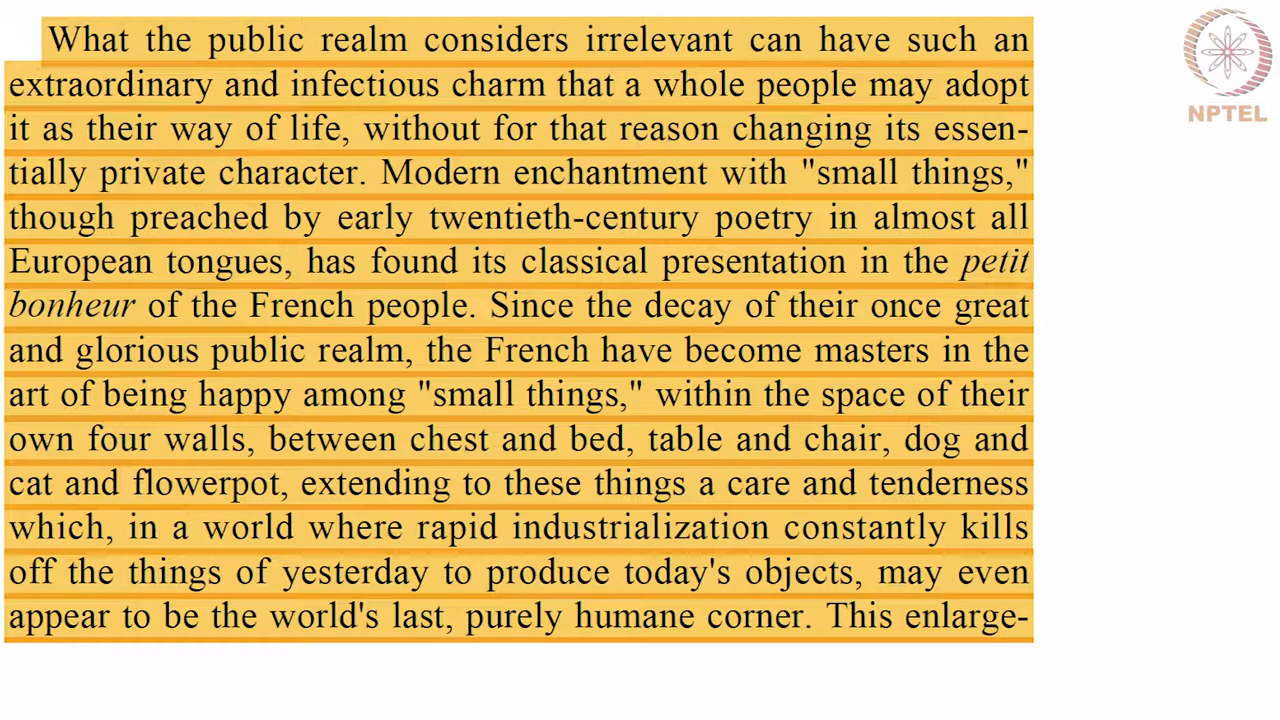 What the public realm considers irrelevant can have such an
extraordinary and infectious charm that a whole people may adopt
it as their way of life, without for that reason changing its essen-
tially private character. Modern enchantment with "small things,"
though preached by early twentieth-century poetry in almost all
European tongues, has found its classical presentation in the petit
bonheur of the French people. Since the decay of their once great
and glorious public realm, the French have become masters in the
art of being happy among "small things," within the space of their
own four walls, between chest and bed, table and chair, dog and
cat and flowerpot, extending to these things a care and tenderness
which, in a world where rapid industrialization constantly kills
off the things of yesterday to produce today's objects, may even
appear to be the world's last, purely humane corner. This enlarge-
NPTEL